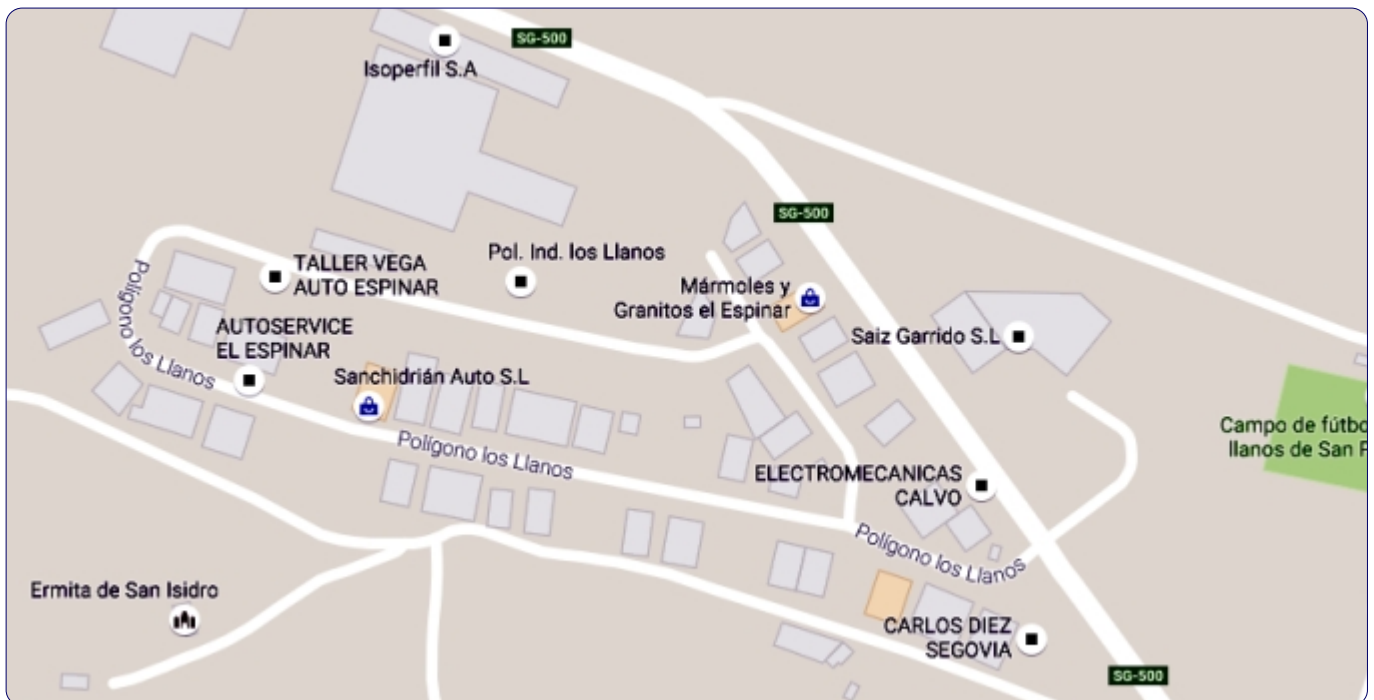 SG-500
Isoperfil S.A
SG-500
Pol. Ind. los Llanos
TALLER VEGA
AUTO ESPINAR
Mármoles y
Granitos el Espinar
Polígono los Llanos
AUTOSERVICE
EL ESPINAR
Saiz Garrido S.L
Sanchidrián Auto S.L
Campo de fútbo
llanos de San P
Polígono los Llanos
ELECTROMECANICAS
CALVO
Polígono los Llanos
Ermita de San Isidro
CARLOS DIEZ
SEGOVIA
SG-500